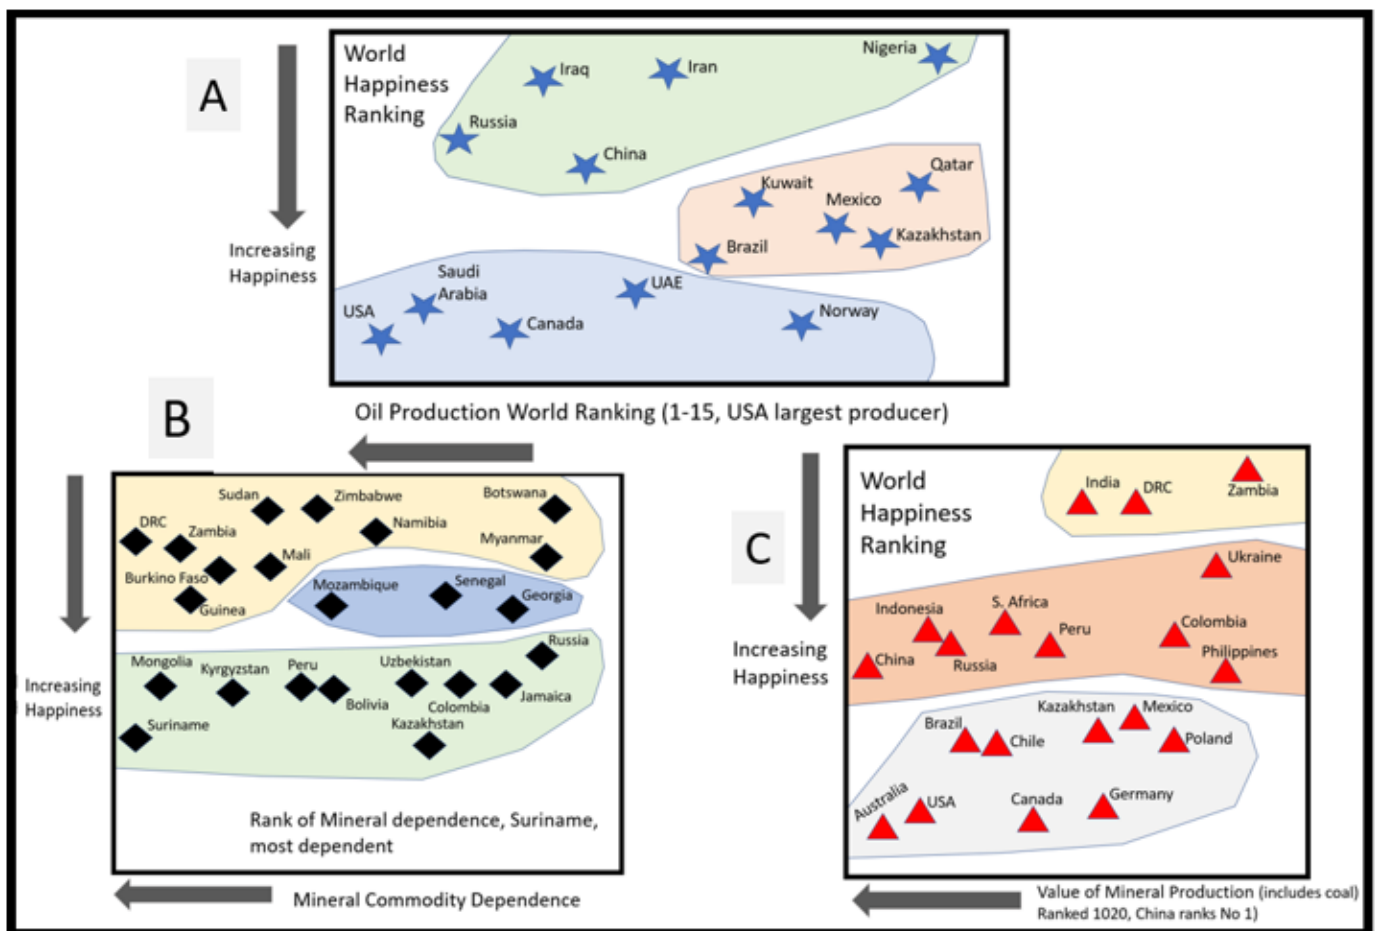 A
World
Happiness
Ranking
Nigeria
Iraq
Iran
Russia
China
Qatar
Kuwait
Mexico
Kazakhstan
Brazil
Increasing
Happiness
Saudi
Arabia
UAE
USA
Canada
Norway
Oil Production World Ranking (1-15, USA largest producer)
B
Sudan
Zimbabwe
Botswana
DRC
Zambia
Namibia
Myanmar
Mali
Burkino Faso
Guinea
Mozambique
Senegal
Georgia
Russia
Mongolia
Kyrgyzstan
Peru
Uzbekistan
Bolivia
Colombia
Jamaica
Suriname
Kazakhstan
Increasing
Happiness
Rank of Mineral dependence, Suriname,
most dependent
Mineral Commodity Dependence
C
World
Happiness
Ranking
India
DRC
Zambia
Ukraine
Indonesia
S. Africa
Colombia
Peru
China
Russia
Philippines
Increasing
Happiness
Kazakhstan
Mexico
Brazil
Chile
Poland
Australia
USA
Canada
Germany
Value of Mineral Production (includes coal)
Ranked 1020, China ranks No 1)